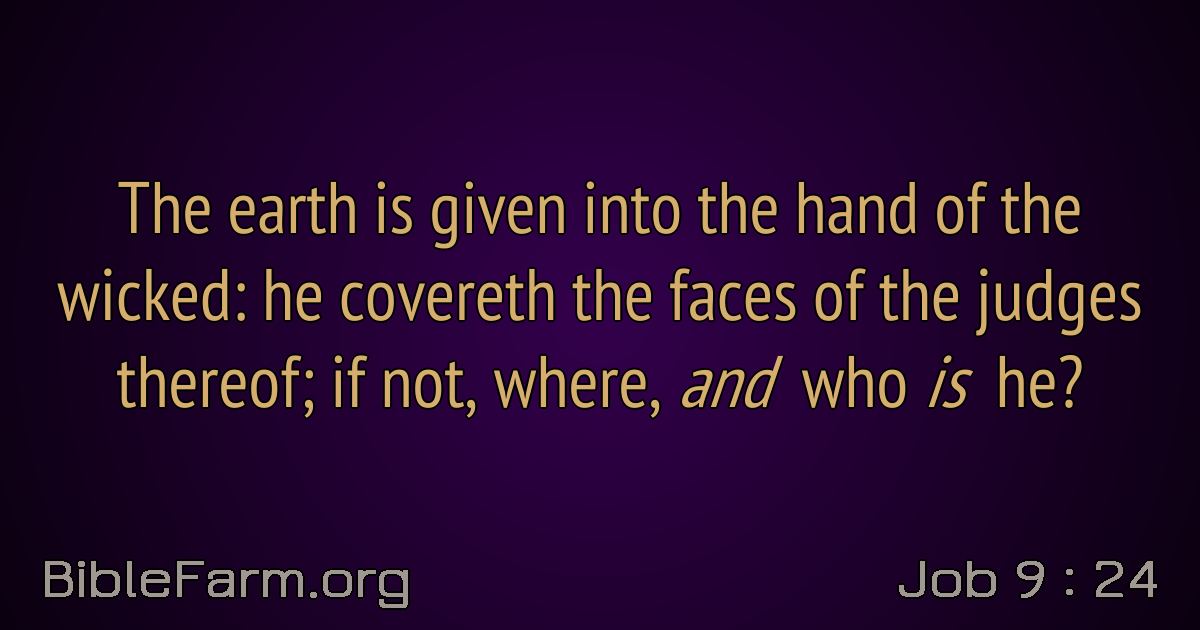 The earth is given into the hand of the
wicked: he covereth the faces of the judges
thereof; if not, where, and who is he?
BibleFarm.org
Job 9 : 24